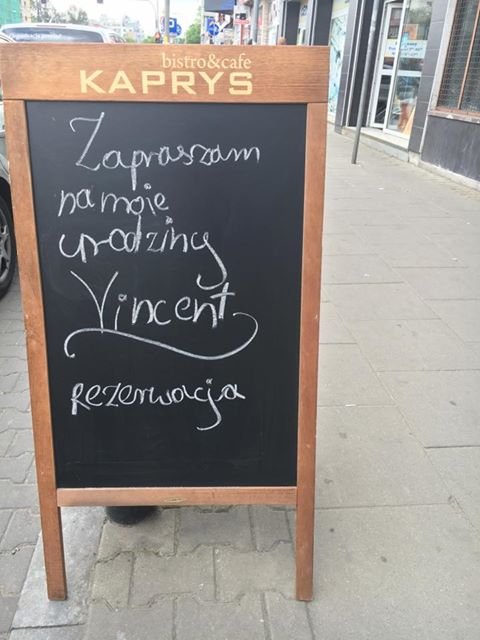 bistro&cafe
KAPRYS
Zapraszam
na moje
urodziny
Vincent
rezerwacja